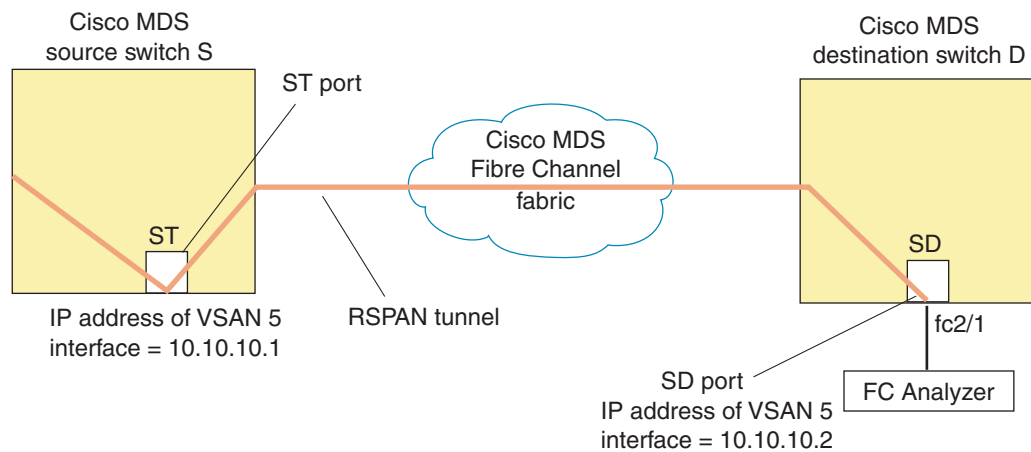 Cisco MDS
source switch S
ST port
Cisco MDS
destination switch D
Cisco MDS
Fibre Channel
fabric
ST
SD
IP address of VSAN 5
interface = 10.10.10.1
RSPAN tunnel
fc2/1
SD port
IP address of VSAN 5
interface = 10.10.10.2
FC Analyzer